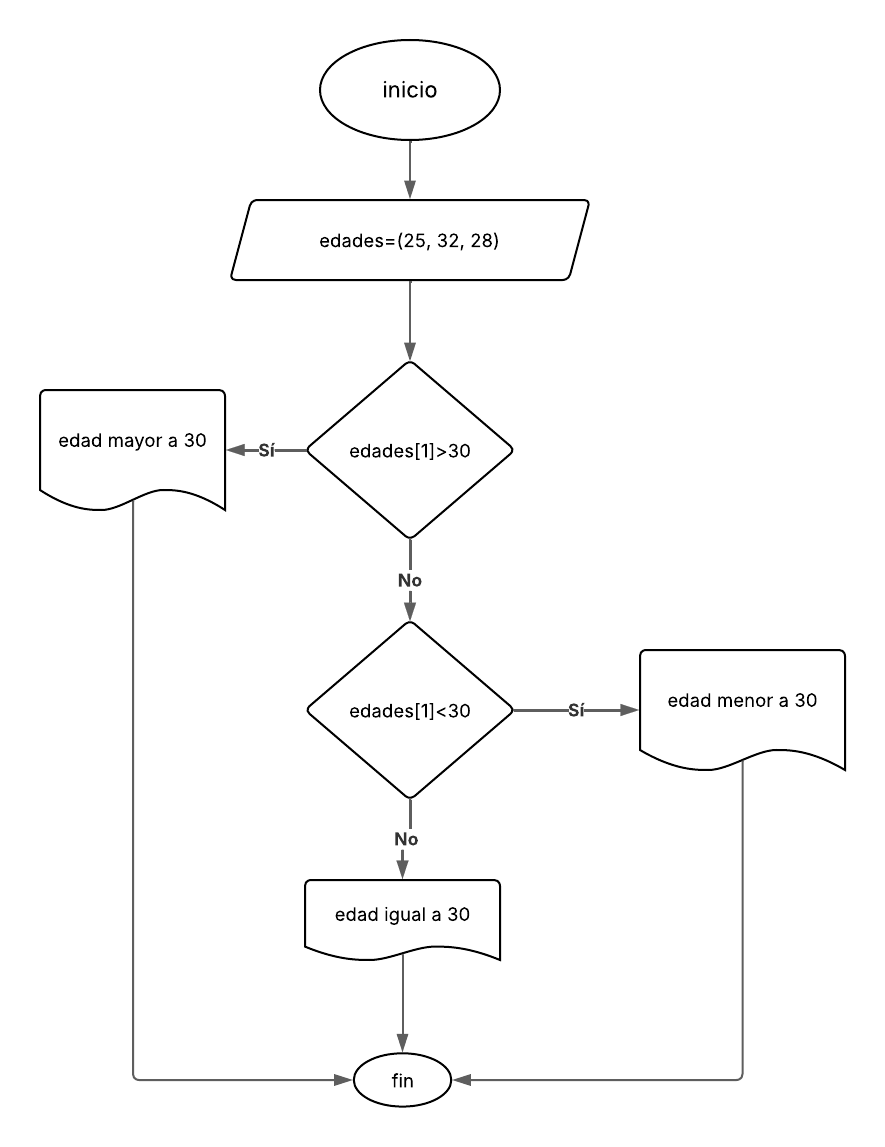 inicio
edades=(25, 32, 28)
edades[1]>30
Sí
edad mayor a 30
No
edades[1]<30
Sí
edad menor a 30
No
edad igual a 30
fin